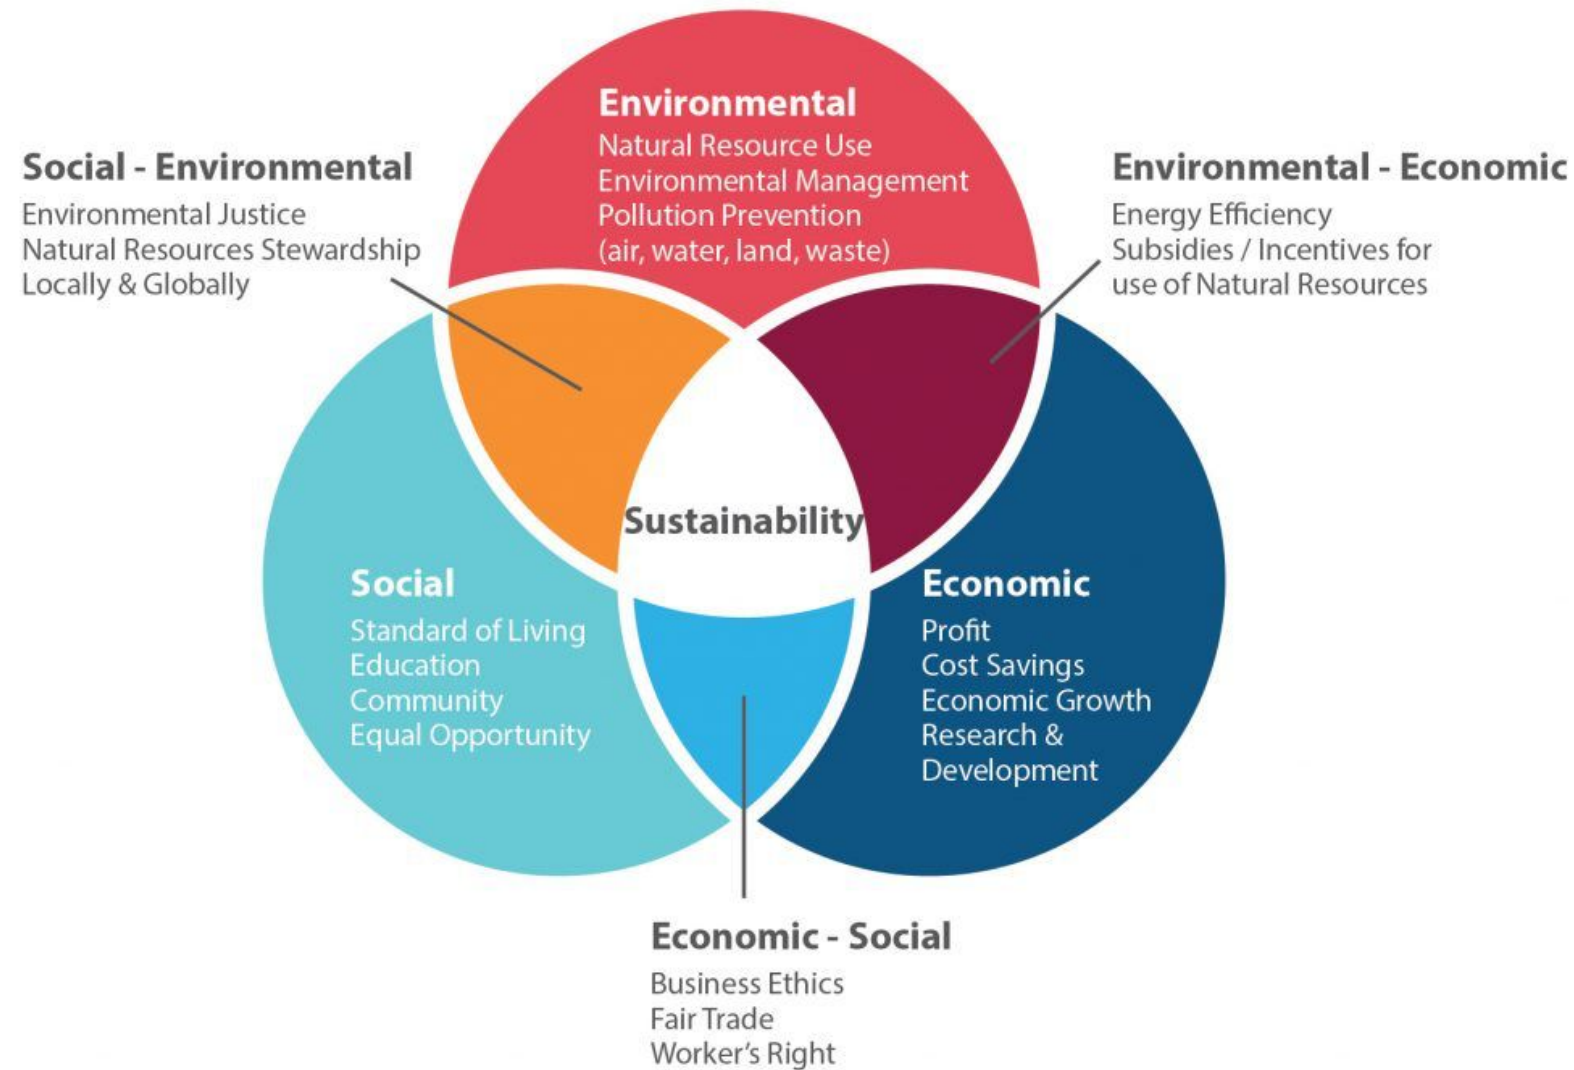 Environmental
Natural Resource Use
Environmental Management
Pollution Prevention
(air, water, land, waste)
Social - Environmental
Environmental Justice
Natural Resources Stewardship
Locally & Globally
Environmental - Economic
Energy Efficiency
Subsidies / Incentives for
use of Natural Resources
Sustainability
Social
Standard of Living
Education
Community
Equal Opportunity
Economic
Profit
Cost Savings
Economic Growth
Research &
Development
Economic - Social
Business Ethics
Fair Trade
Worker’s Right